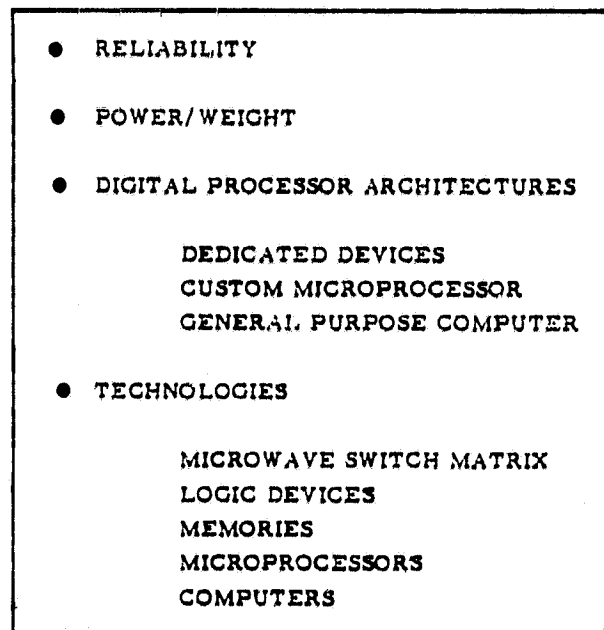 ● RELIABILITY
● POWER/WEIGHT
● DIGITAL PROCESSOR ARCHITECTURES
DEDICATED DEVICES
CUSTOM MICROPROCESSOR
GENERAL PURPOSE COMPUTER
● TECHNOLOGIES
MICROWAVE SWITCH MATRIX
LOGIC DEVICES
MEMORIES
MICROPROCESSORS
COMPUTERS